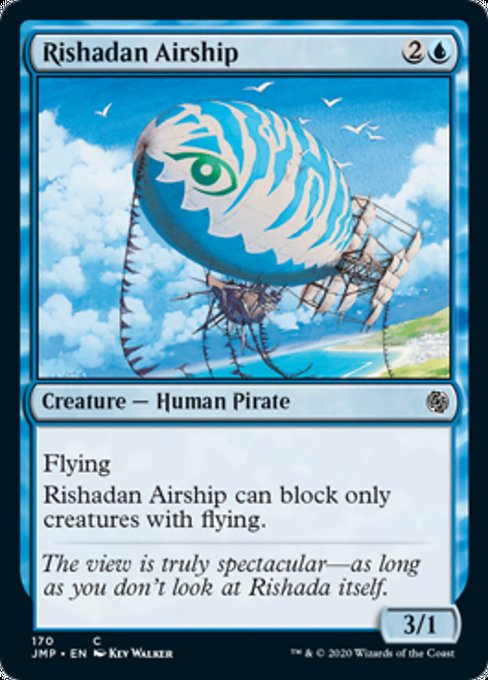 Rishadan Airship 2
Creature — Human Pirate
Flying
Rishadan Airship can block only
creatures with flying.
The view is truly spectacular—as long
as you don't look at Rishada itself.
3/1
170 C
JMP • EN Kev Walker
™ & © 2020 Wizards of the Coast